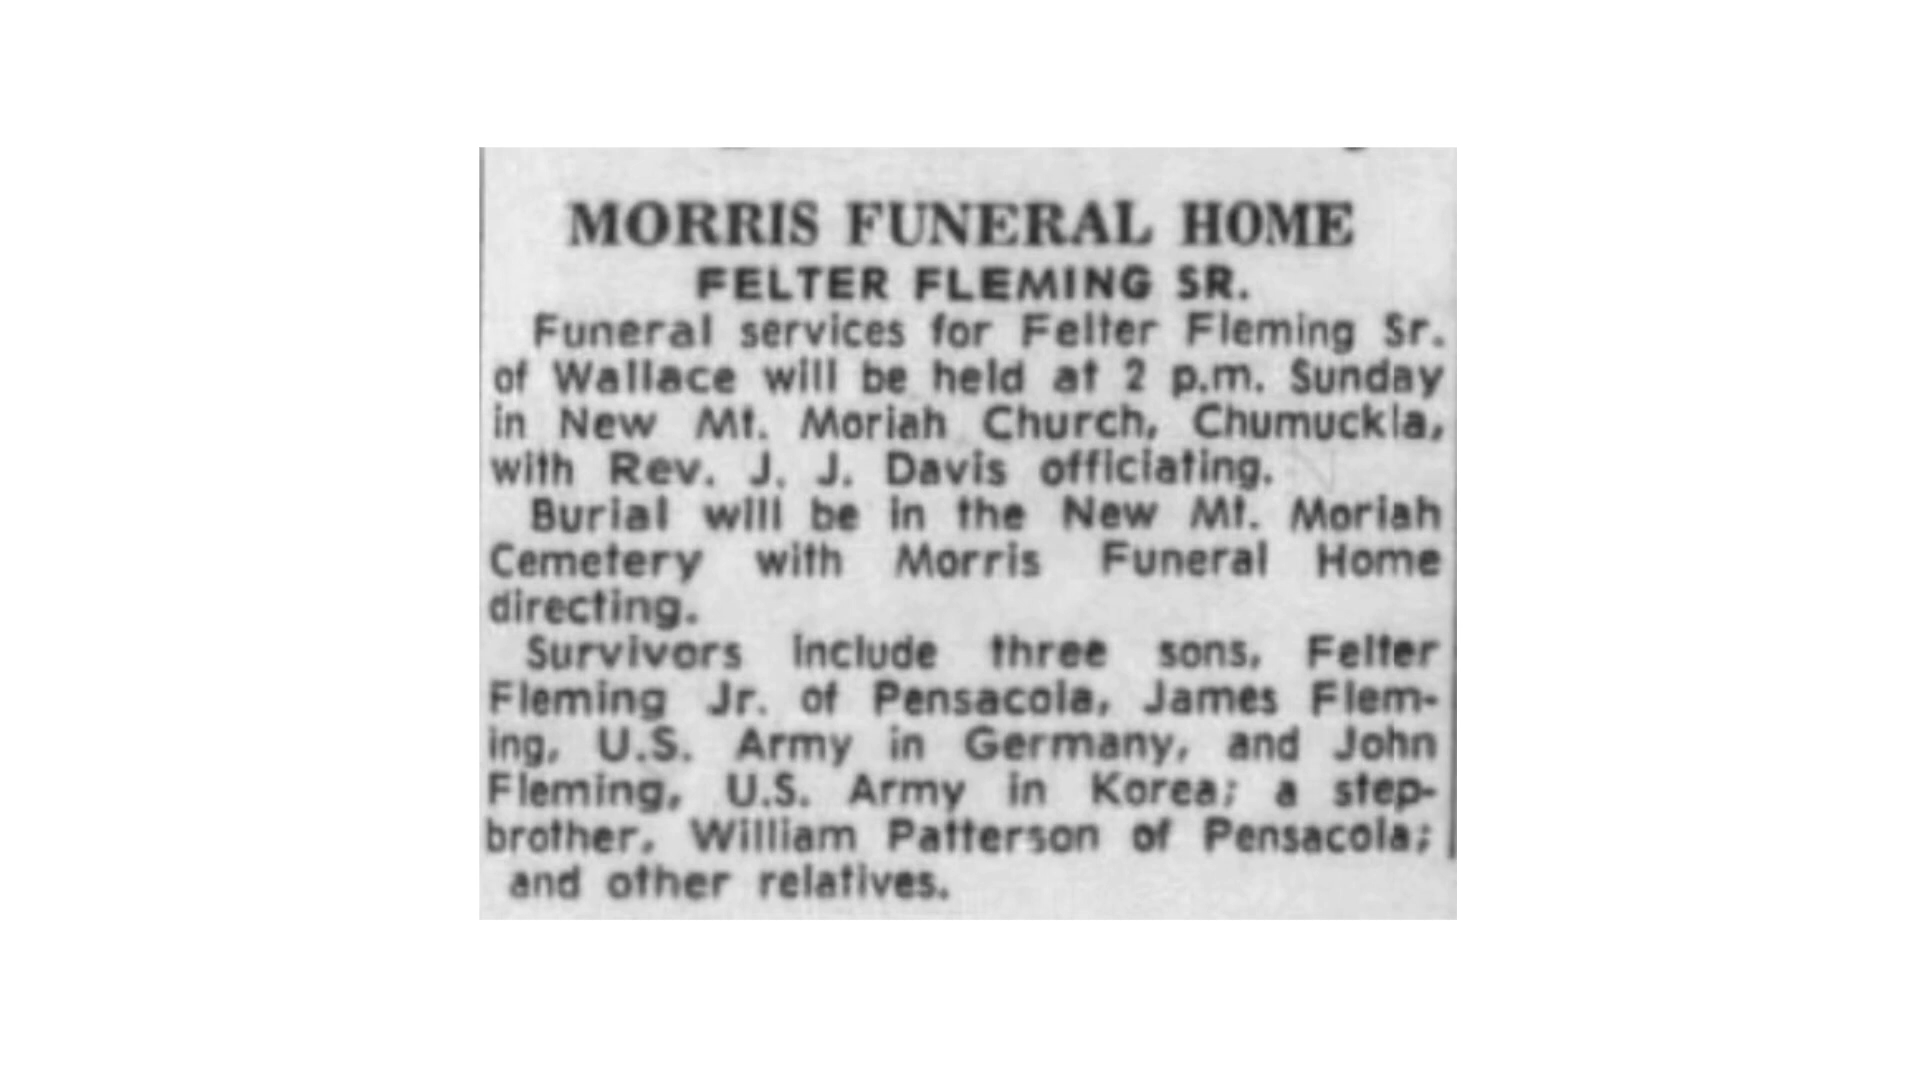 MORRIS FUNERAL HOME
FELTER FLEMING SR.
Funeral services for Felter Fleming Sr.
of Wallace will be held at 2 p.m. Sunday
in New Mt. Moriah Church, Chumuckla,
with Rev. J. J. Davis officiating.
Burial will be in the New Mt. Moriah
Cemetery with Morris Funeral Home
directing.
Survivors include three sons, Felter
Fleming Jr. of Pensacola, James Flem-
ing, U.S. Army in Germany, and John
Fleming, U.S. Army in Korea; a step-
brother, William Patterson of Pensacola;
and other relatives.